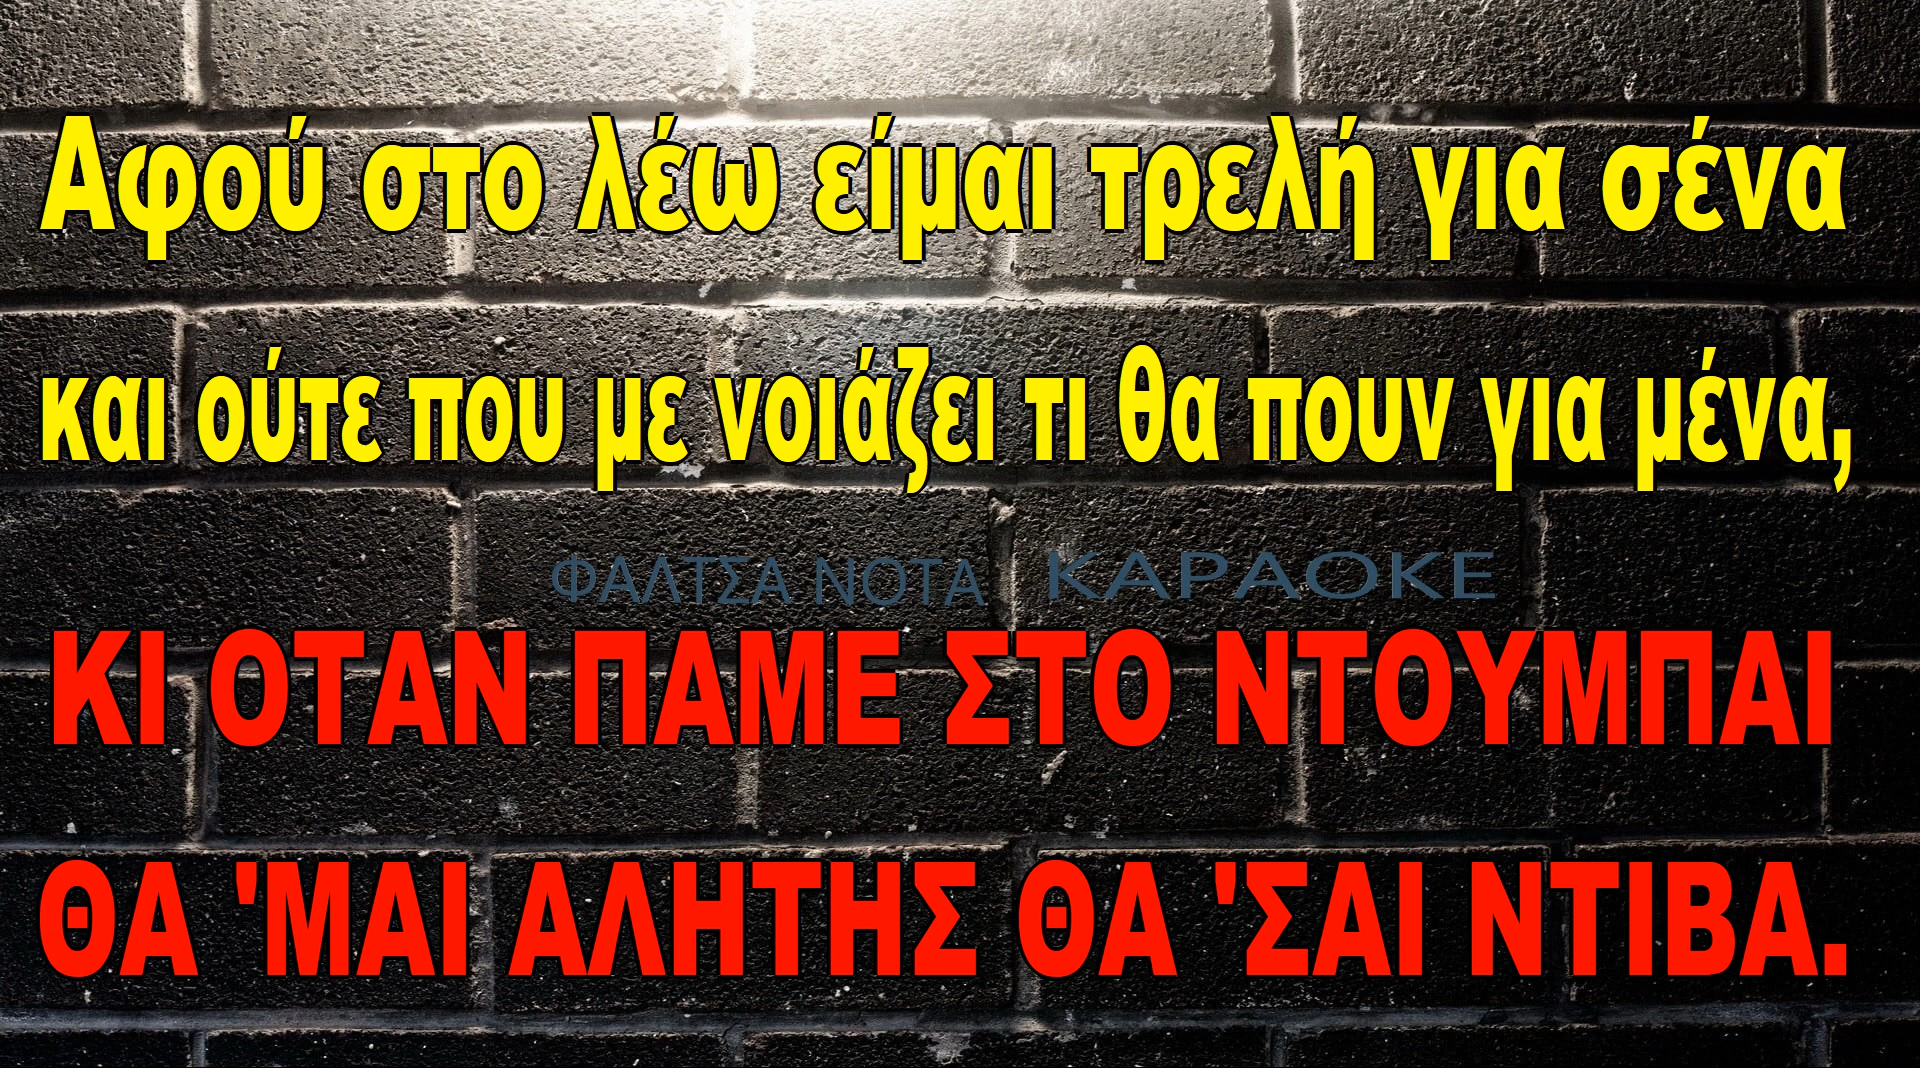 Αφού στο λέω είμαι τρελή για σένα
και ούτε που με νοιάζει τι θα πουν για μένα,
ΦΑΛΤΣΑ ΝΟΤΑ ΚΑΡΑΟΚΕ
ΚΙ ΟΤΑΝ ΠΑΜΕ ΣΤΟ ΝΤΟΥΜΠΑΙ
ΘΑ 'ΜΑΙ ΑΛΗΤΗΣ ΘΑ 'ΣΑΙ ΝΤΙΒΑ.